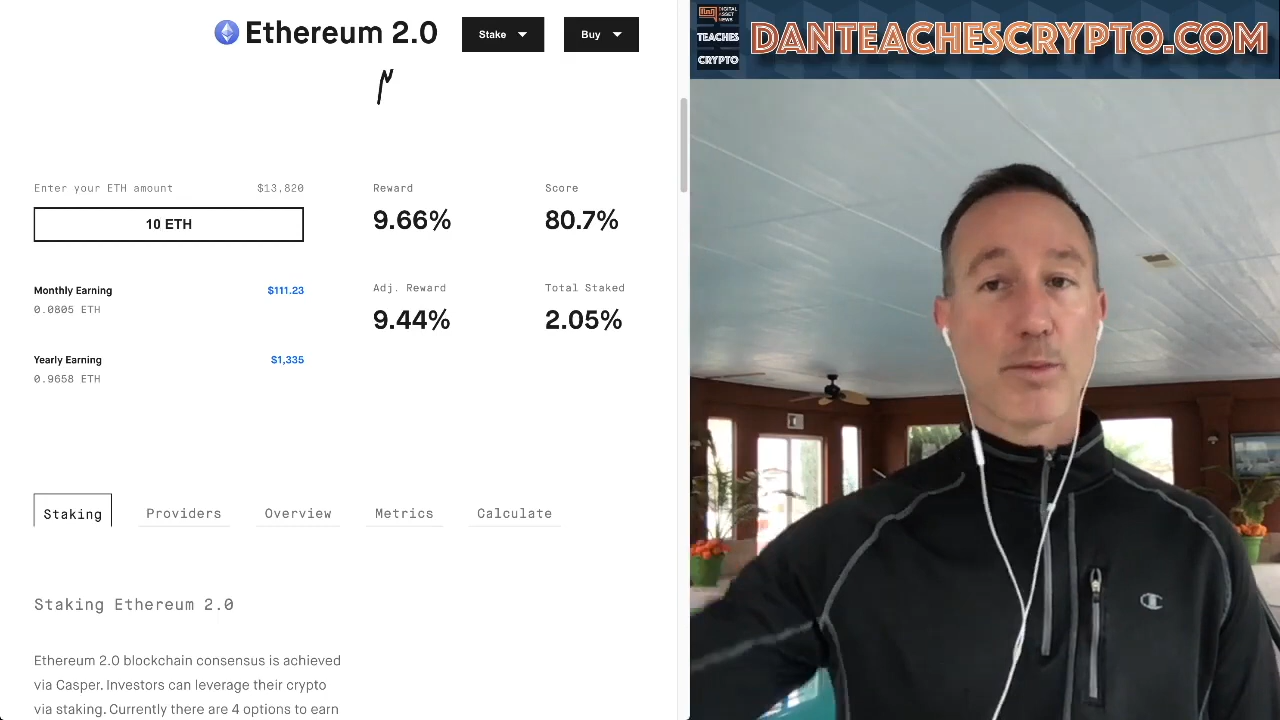 Ethereum 2.0
Stake
Buy
Enter your ETH amount
$13,820
10 ETH
Monthly Earning
$111.23
0.0805 ETH
Yearly Earning
$1,335
0.9658 ETH
Reward
9.66%
Score
80.7%
Adj. Reward
9.44%
Total Staked
2.05%
Staking
Providers
Overview
Metrics
Calculate
Staking Ethereum 2.0
Ethereum 2.0 blockchain consensus is achieved
via Casper. Investors can leverage their crypto
via staking. Currently there are 4 options to earn
DIGITAL
ASSET
NEWS
TEACHES
CRYPTO
DANTEACHESCRYPTO.COM